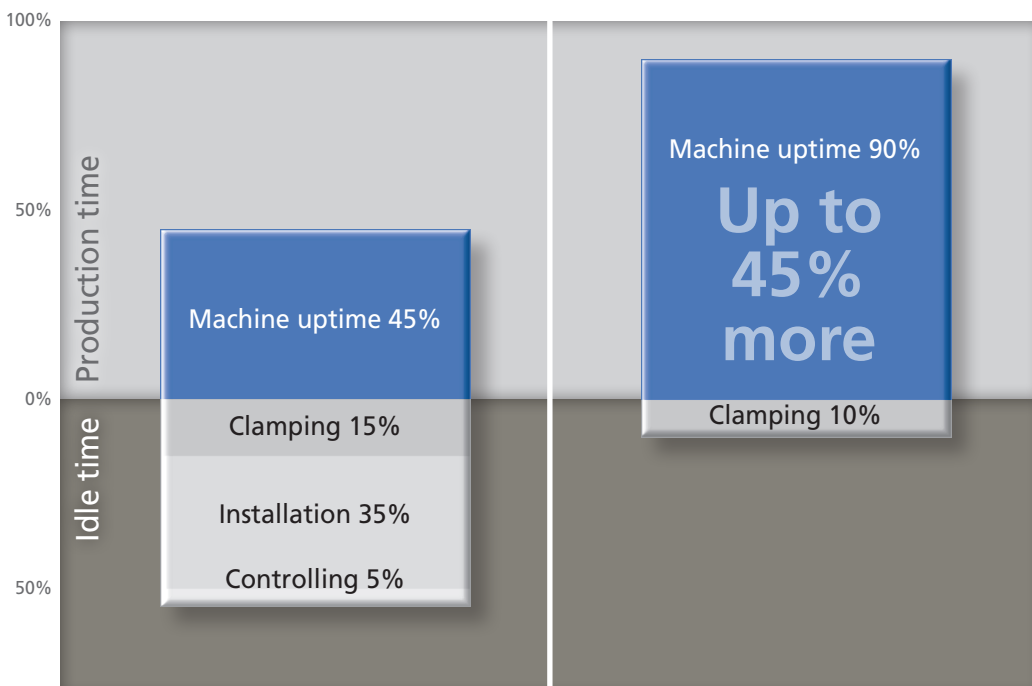 100%
50%
0%
50%
Production time
Idle time
Machine uptime 45%
Clamping 15%
Installation 35%
Controlling 5%
Machine uptime 90%
Up to
45%
more
Clamping 10%